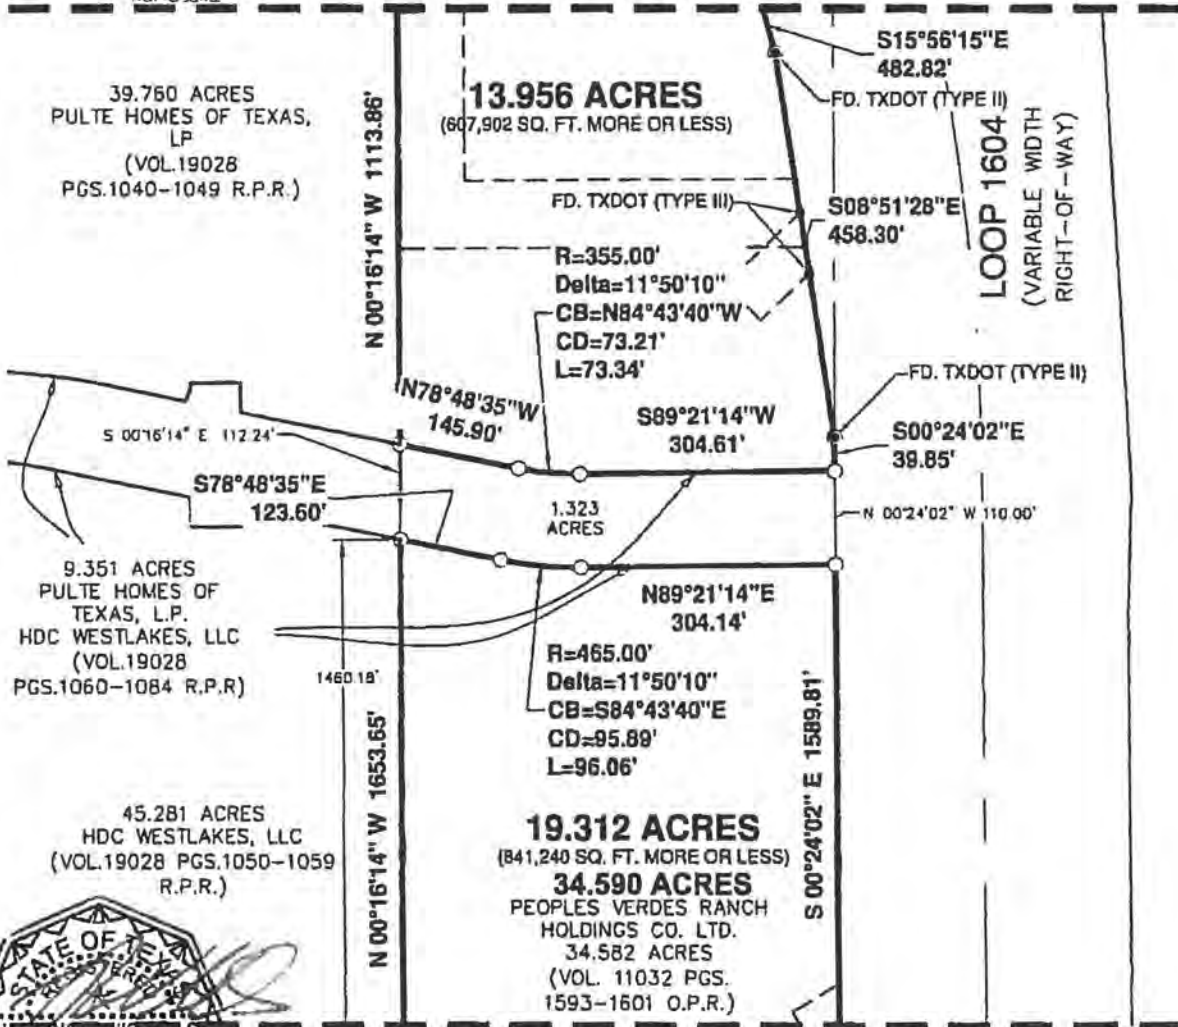 39.760 ACRES
PULTE HOMES OF TEXAS,
LP
(VOL.19028
PGS.1040-1049 R.P.R.)
N 00°16'14" W 1113.86'
13.956 ACRES
(607,902 SQ. FT. MORE OR LESS)
S15°56'15"E
482.82'
FD. TXDOT (TYPE II)
LOOP 1604
(VARIABLE WIDTH
RIGHT-OF-WAY)
FD. TXDOT (TYPE III)
S08°51'28"E
458.30'
R=355.00'
Delta=11°50'10"
CB=N84°43'40"W
CD=73.21'
L=73.34'
FD. TXDOT (TYPE II)
N78°48'35"W
145.90'
S89°21'14"W
304.61'
S00°24'02"E
39.85'
S 00°16'14" E 112.24'
S78°48'35"E
123.60'
1.323
ACRES
N 00°24'02" W 110.00'
9.351 ACRES
PULTE HOMES OF
TEXAS, L.P.
HDC WESTLAKES, LLC
(VOL.19028
PGS.1060-1084 R.P.R)
N89°21'14"E
304.14'
R=465.00'
Delta=11°50'10"
CB=S84°43'40"E
CD=95.89'
L=96.06'
1460.18'
N 00°16'14" W 1653.65'
S 00°24'02" E 1589.81'
45.281 ACRES
HDC WESTLAKES, LLC
(VOL.19028 PGS.1050-1059
R.P.R.)
19.312 ACRES
(841,240 SQ. FT. MORE OR LESS)
34.590 ACRES
PEOPLES VERDES RANCH
HOLDINGS CO. LTD.
34.582 ACRES
(VOL. 11032 PGS.
1593-1601 O.P.R.)
STATE OF TEXAS
REGISTERED